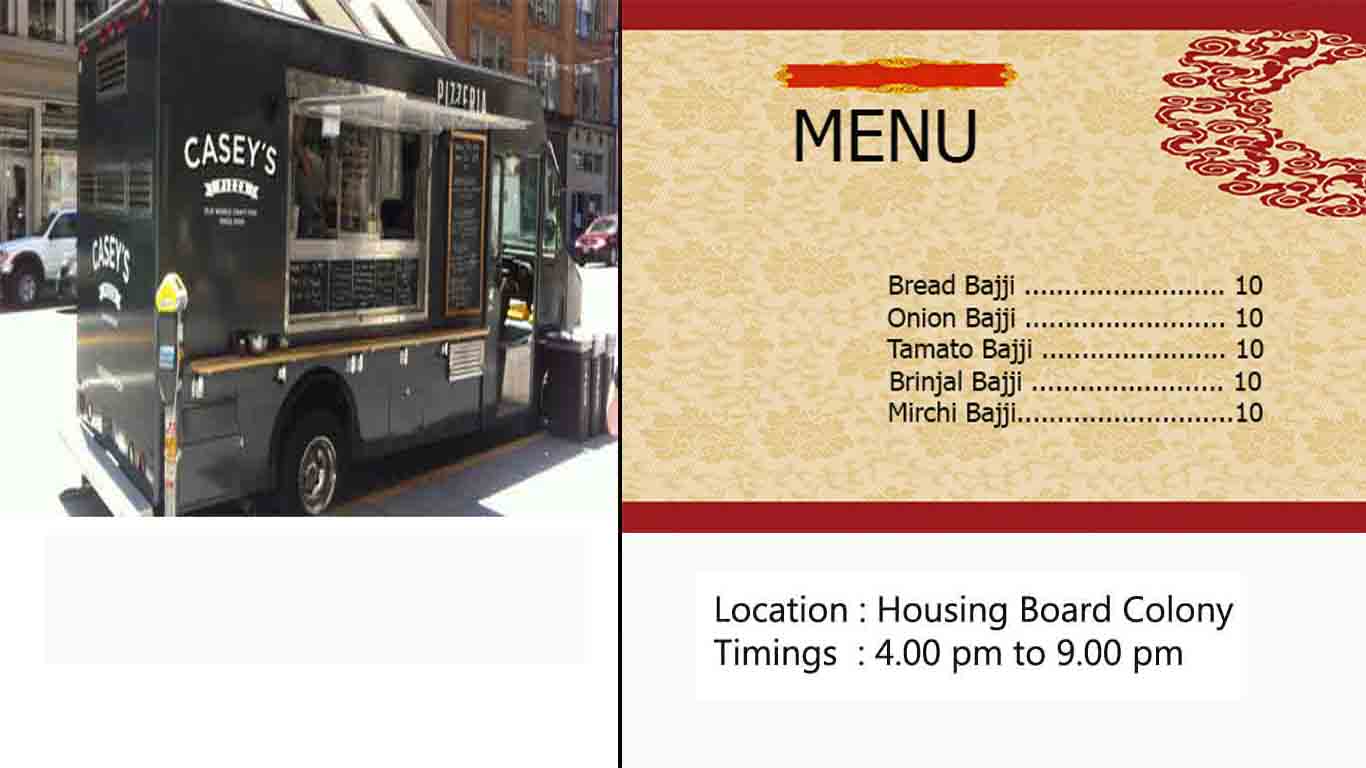 PIZZERIA
CASEY'S
PIZZA
CASEY'S
MENU
Bread Bajji ......................... 10
Onion Bajji ......................... 10
Tamato Bajji ....................... 10
Brinjal Bajji ........................ 10
Mirchi Bajji...........................10
Location : Housing Board Colony
Timings : 4.00 pm to 9.00 pm